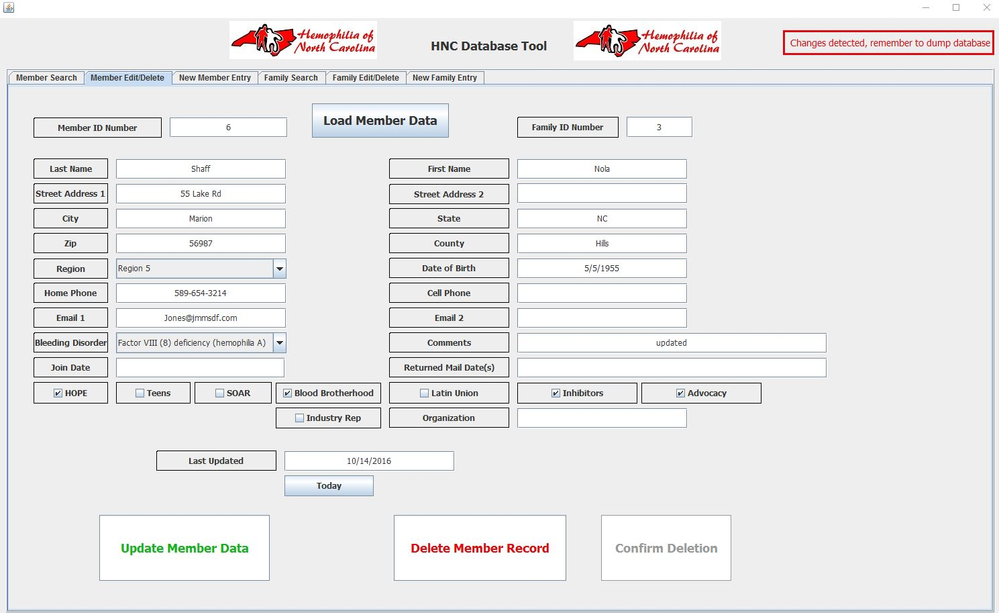 Hemophilia of
North Carolina
HNC Database Tool
Hemophilia of
North Carolina
Changes detected, remember to dump database
Member Search Member Edit/Delete New Member Entry Family Search Family Edit/Delete New Family Entry
Member ID Number 6 Load Member Data Family ID Number 3
Last Name Shaff First Name Nola
Street Address 1 55 Lake Rd Street Address 2
City Marion State NC
Zip 56987 County Hills
Region Region 5 Date of Birth 5/5/1955
Home Phone 589-654-3214 Cell Phone
Email 1 Jones@jmmsdf.com Email 2
Bleeding Disorder Factor VIII (8) deficiency (hemophilia A) Comments updated
Join Date Returned Mail Date(s)
HOPE Teens SOAR Blood Brotherhood Latin Union Inhibitors Advocacy
Industry Rep Organization
Last Updated 10/14/2016
Today
Update Member Data Delete Member Record Confirm Deletion